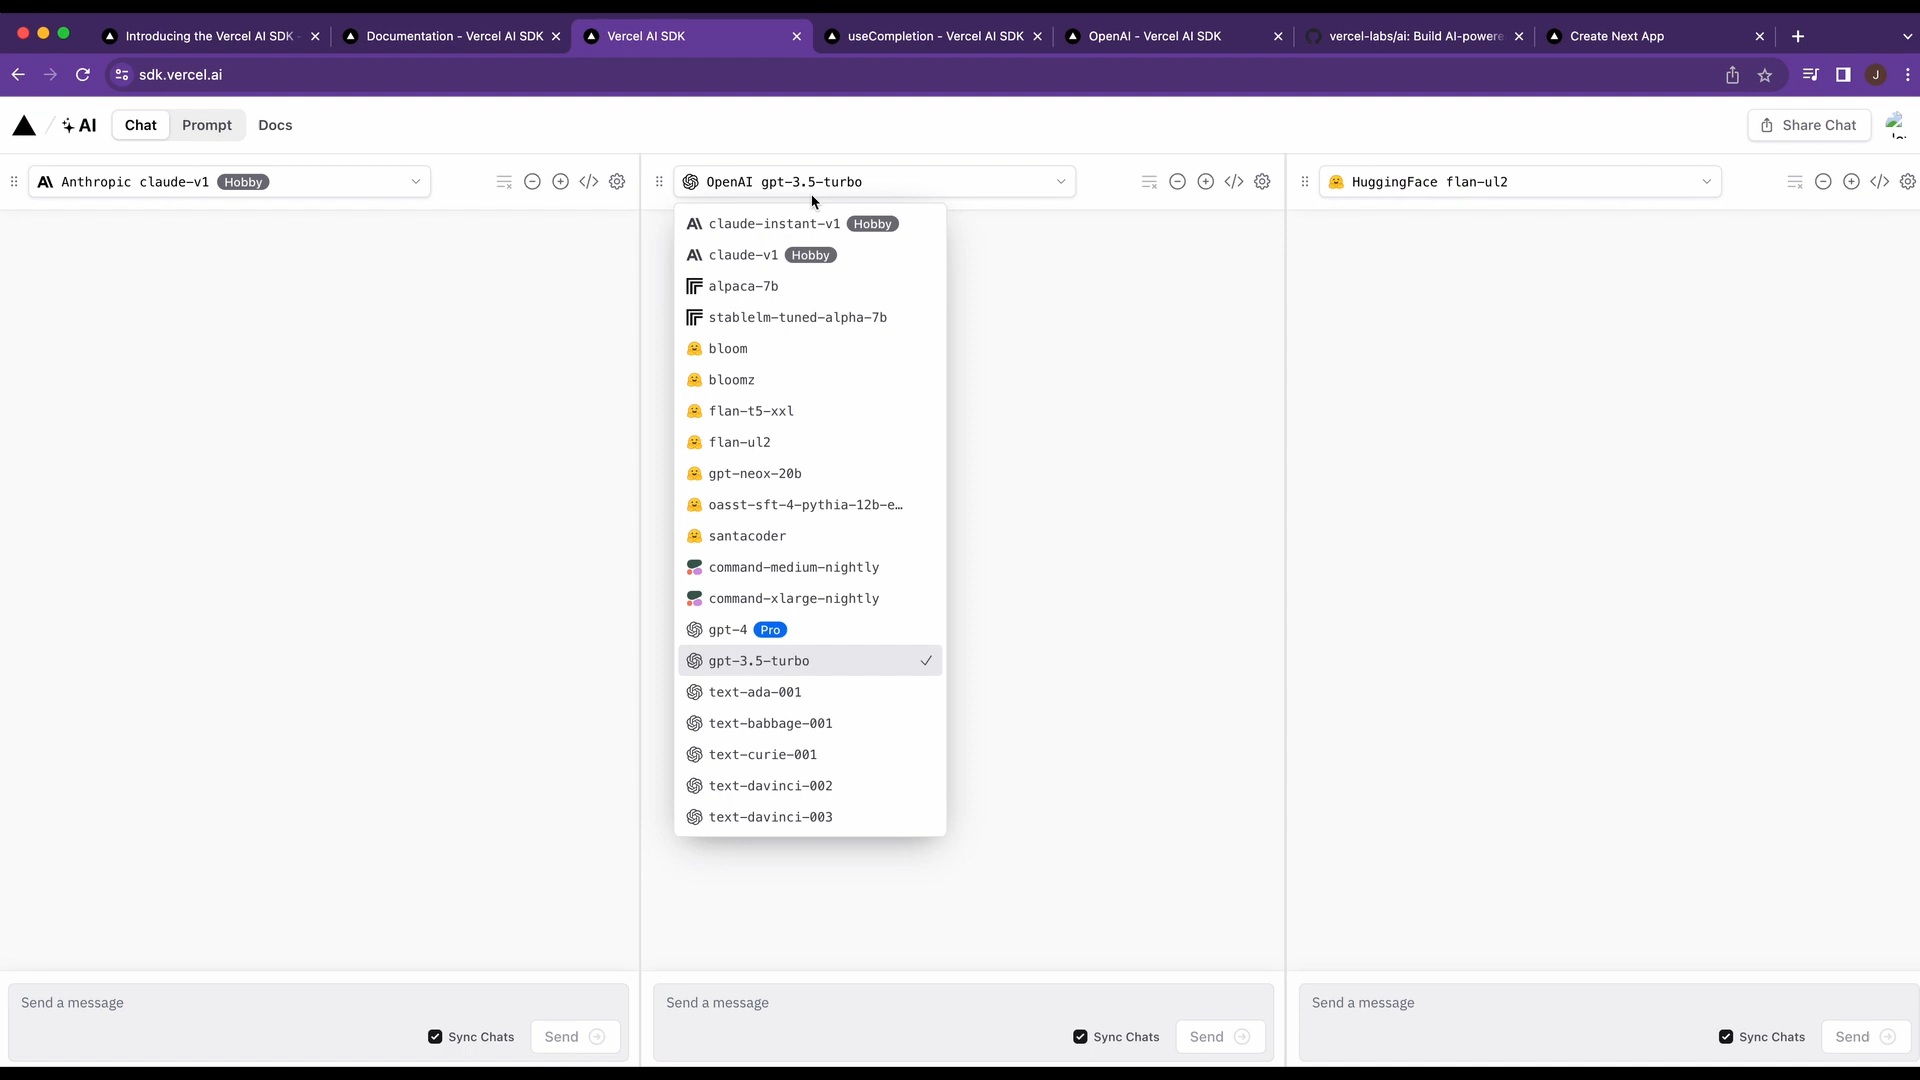 Introducing the Vercel AI SDK
Documentation - Vercel AI SDK
Vercel AI SDK
useCompletion - Vercel AI SDK
OpenAI - Vercel AI SDK
vercel-labs/ai: Build AI-powere
Create Next App
sdk.vercel.ai
J
AI
Chat
Prompt
Docs
Share Chat
Anthropic claude-v1 Hobby
OpenAI gpt-3.5-turbo
HuggingFace flan-ul2
claude-instant-v1 Hobby
claude-v1 Hobby
alpaca-7b
stablelm-tuned-alpha-7b
bloom
bloomz
flan-t5-xxl
flan-ul2
gpt-neox-20b
oasst-sft-4-pythia-12b-e…
santacoder
command-medium-nightly
command-xlarge-nightly
gpt-4 Pro
gpt-3.5-turbo
text-ada-001
text-babbage-001
text-curie-001
text-davinci-002
text-davinci-003
Send a message
Sync Chats
Send
Send a message
Sync Chats
Send
Send a message
Sync Chats
Send